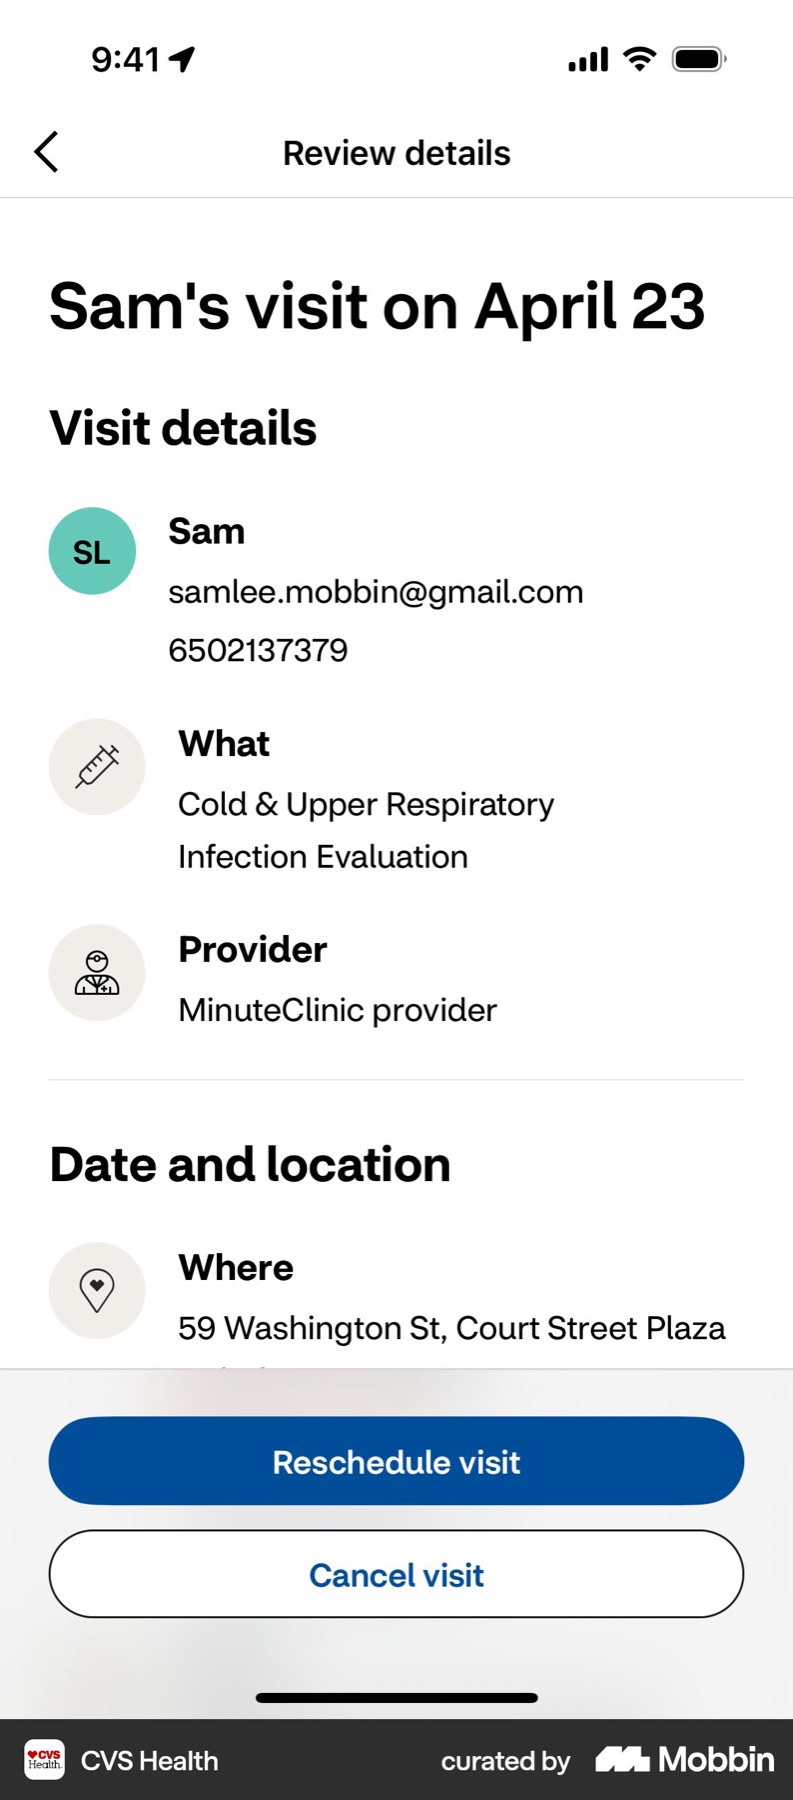 9:41
Review details
Sam's visit on April 23
Visit details
SL
Sam
samlee.mobbin@gmail.com
6502137379
What
Cold & Upper Respiratory
Infection Evaluation
Provider
MinuteClinic provider
Date and location
Where
59 Washington St, Court Street Plaza
Reschedule visit
Cancel visit
CVS
Health.
CVS Health
curated by
Mobbin